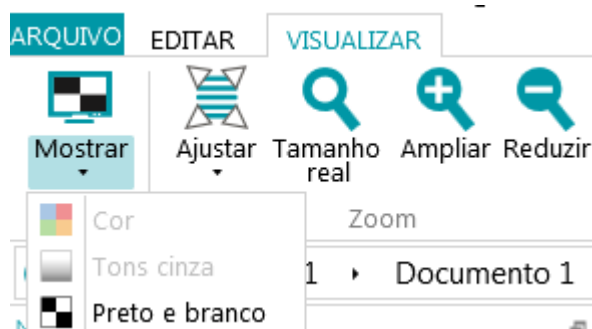 ARQUIVO EDITAR VISUALIZAR
Mostrar Ajustar Tamanho real Ampliar Reduzir
Cor
Zoom
Tons cinza
1 Documento 1
Preto e branco